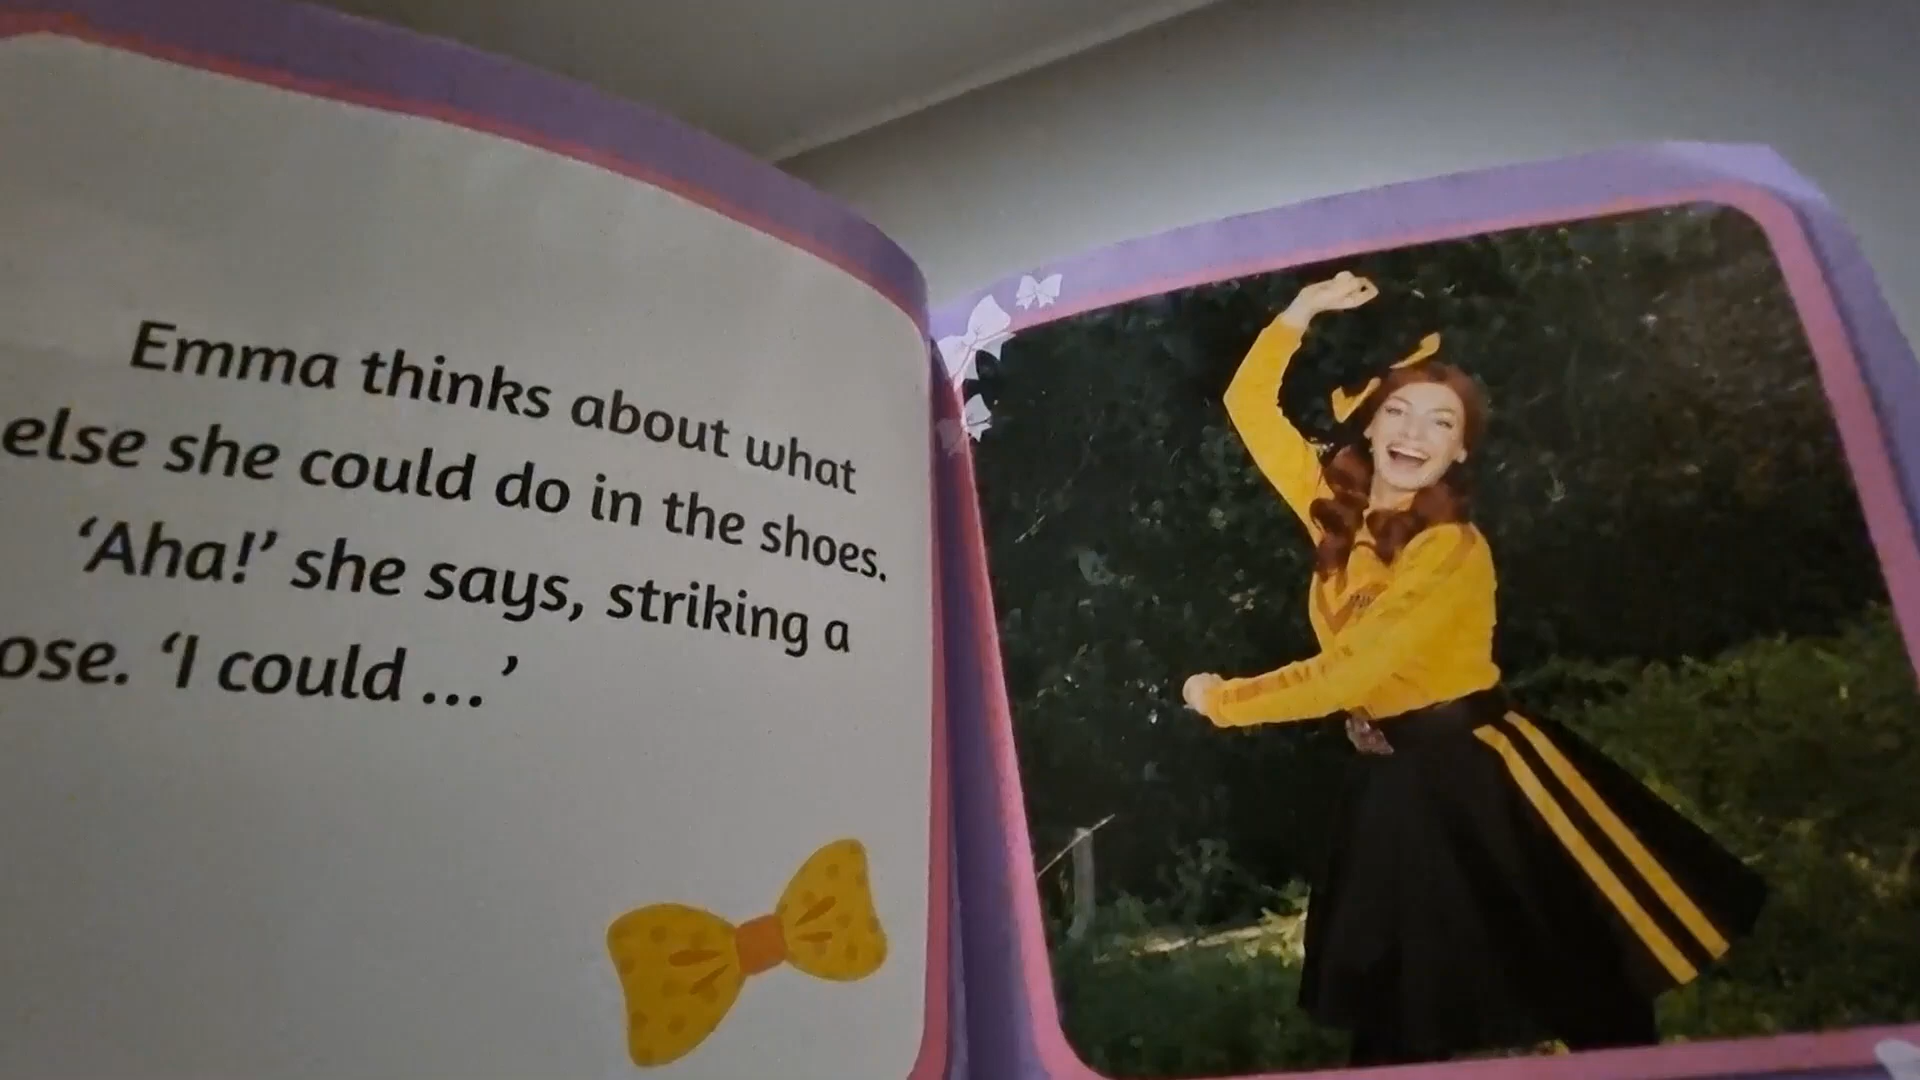 Emma thinks about what
else she could do in the shoes.
‘Aha!’ she says, striking a
ose. ‘I could ... ’